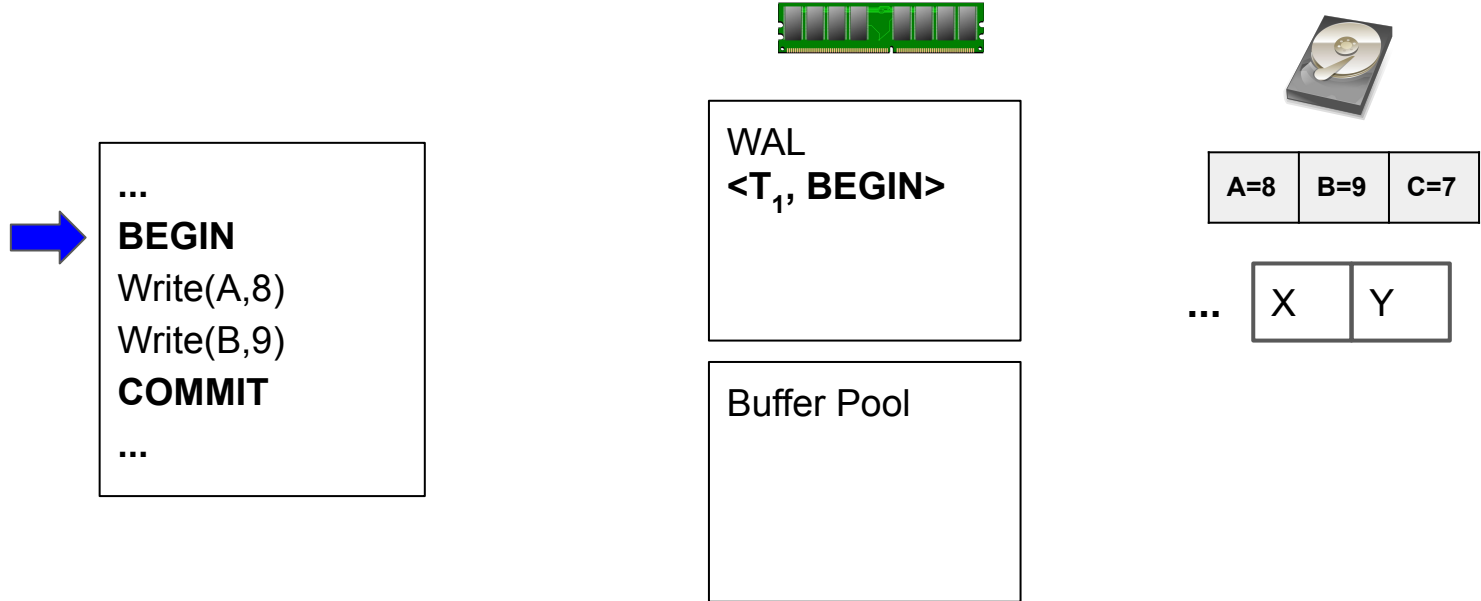 ...
BEGIN
Write(A,8)
Write(B,9)
COMMIT
...
WAL
<T₁, BEGIN>
Buffer Pool
A=8 B=9 C=7
... X Y